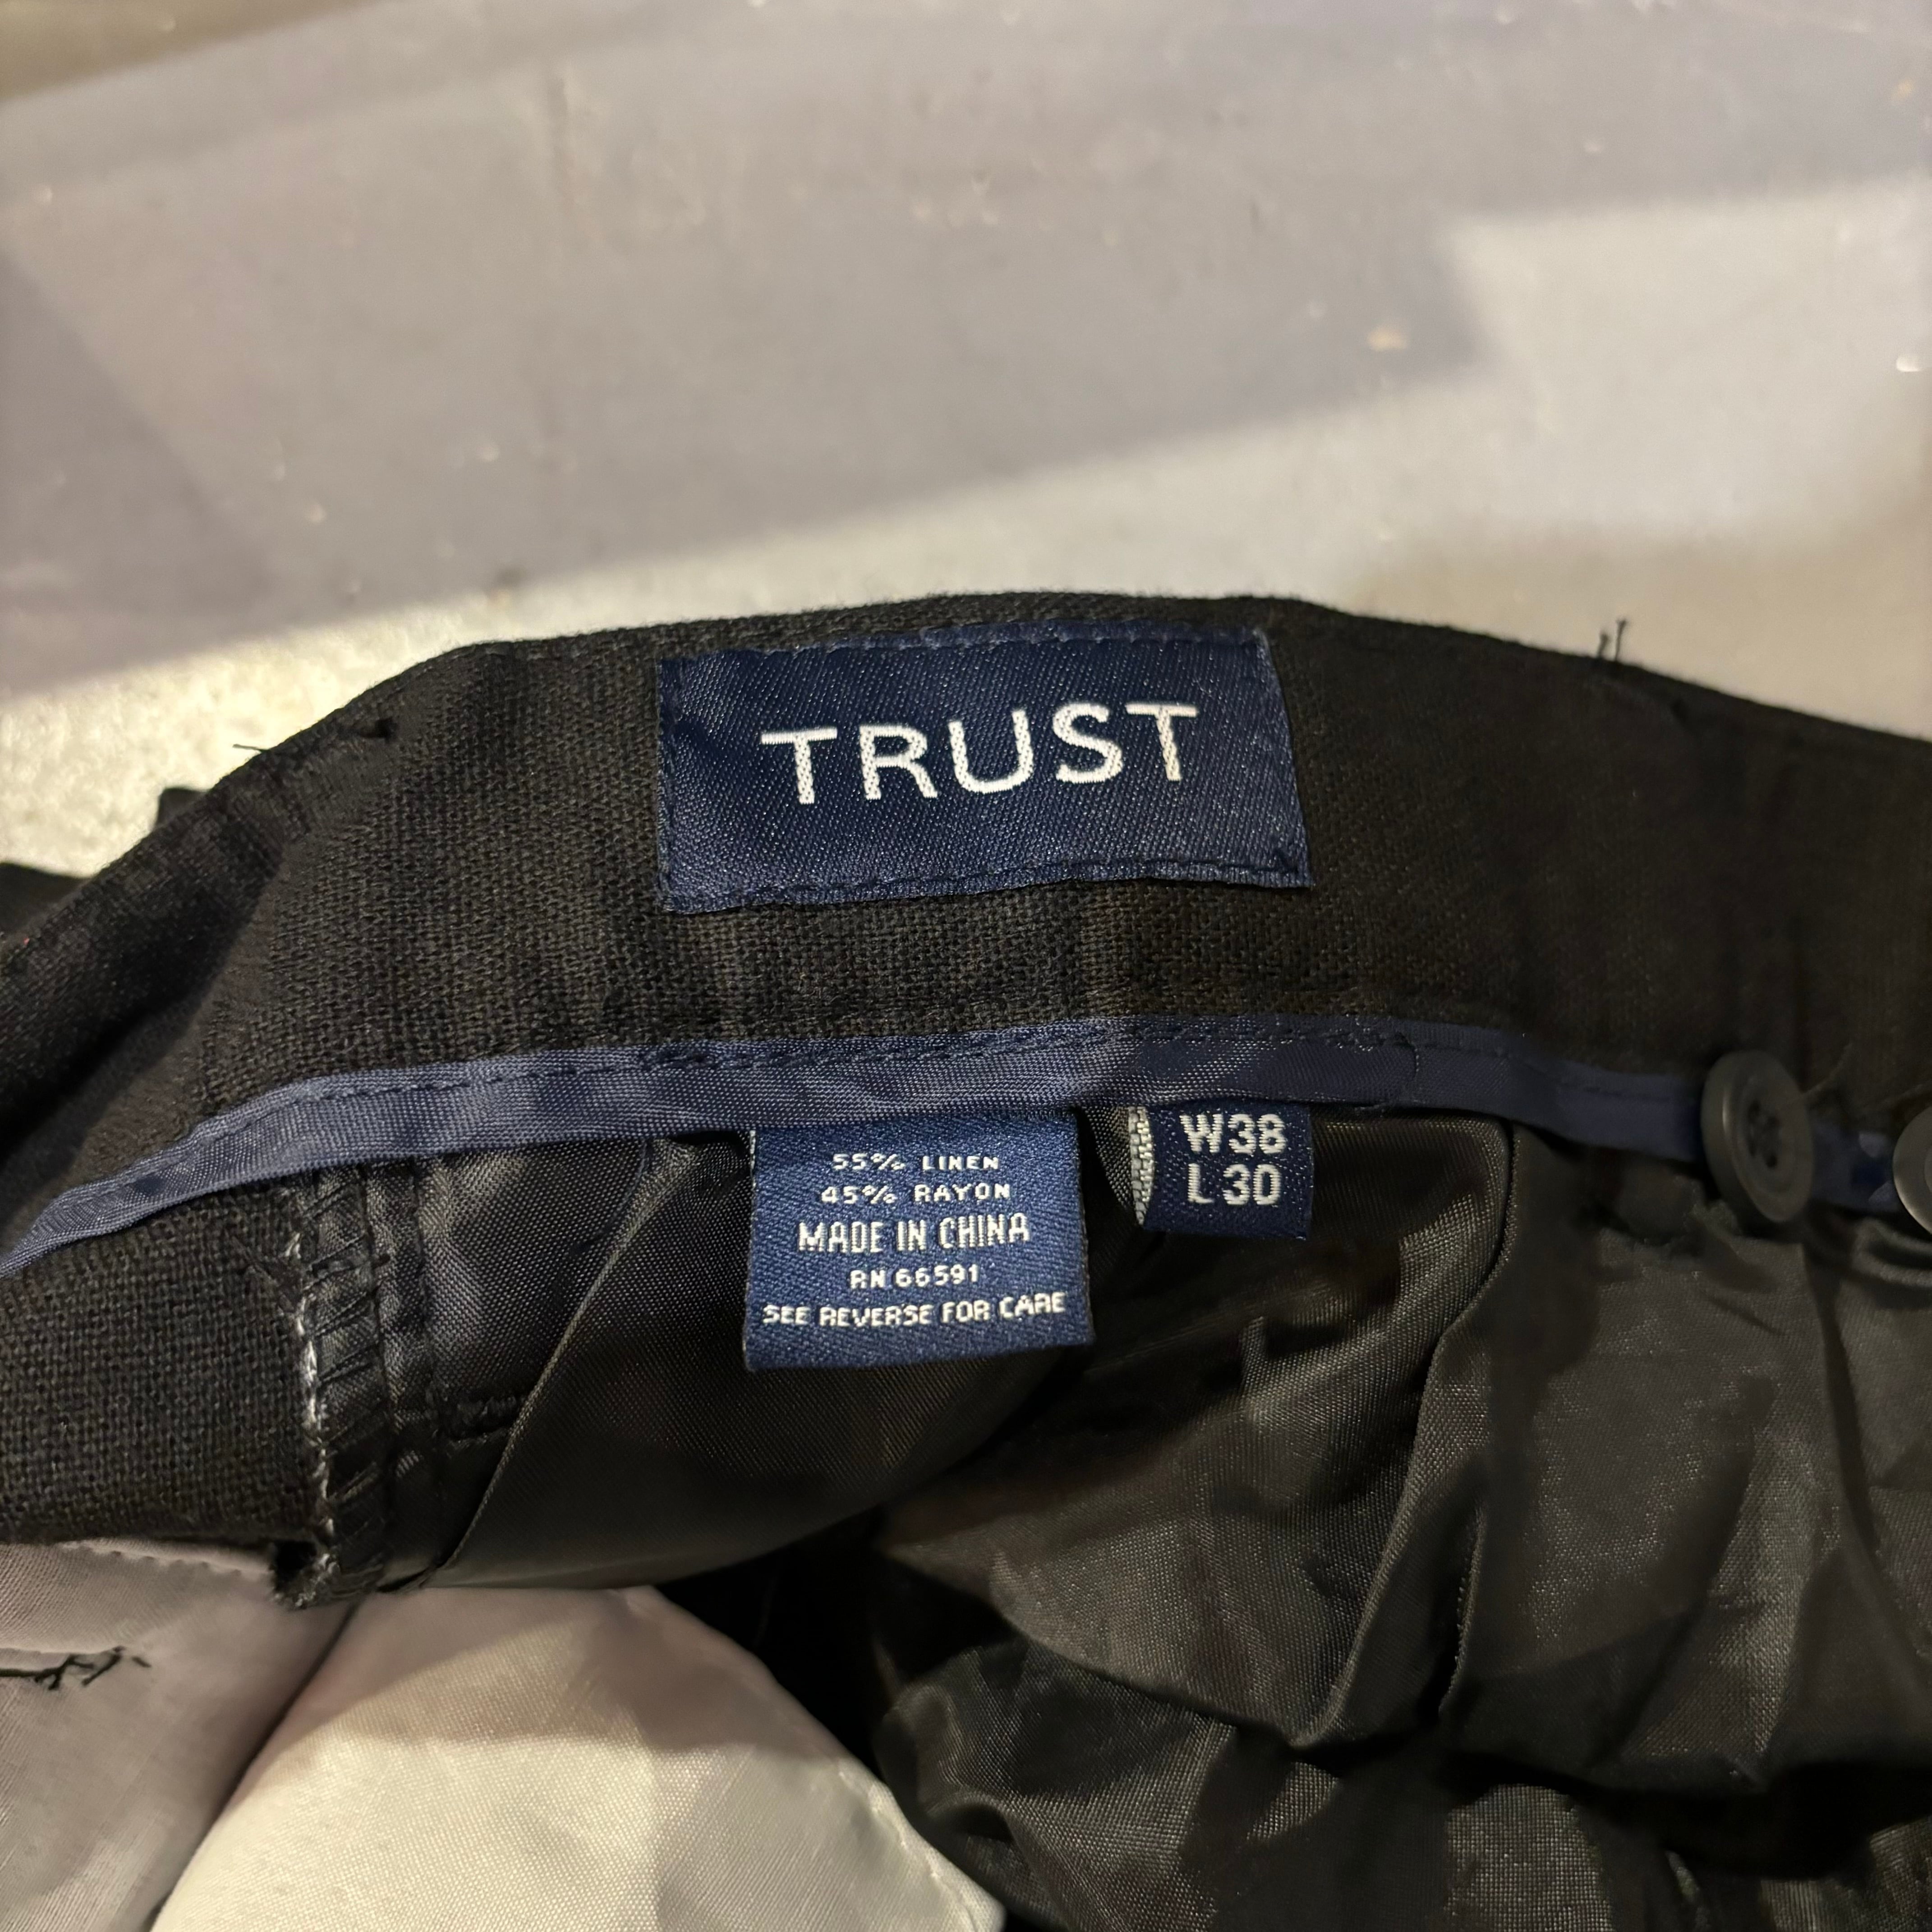 TRUST
55% LINEN
45% RAYON
MADE IN CHINA
RN 66591
SEE REVERSE FOR CARE
W38
L30